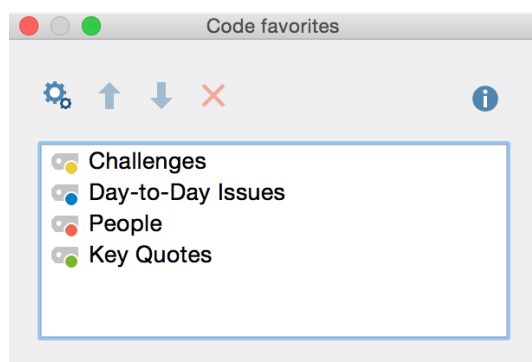 Code favorites
Challenges
Day-to-Day Issues
People
Key Quotes